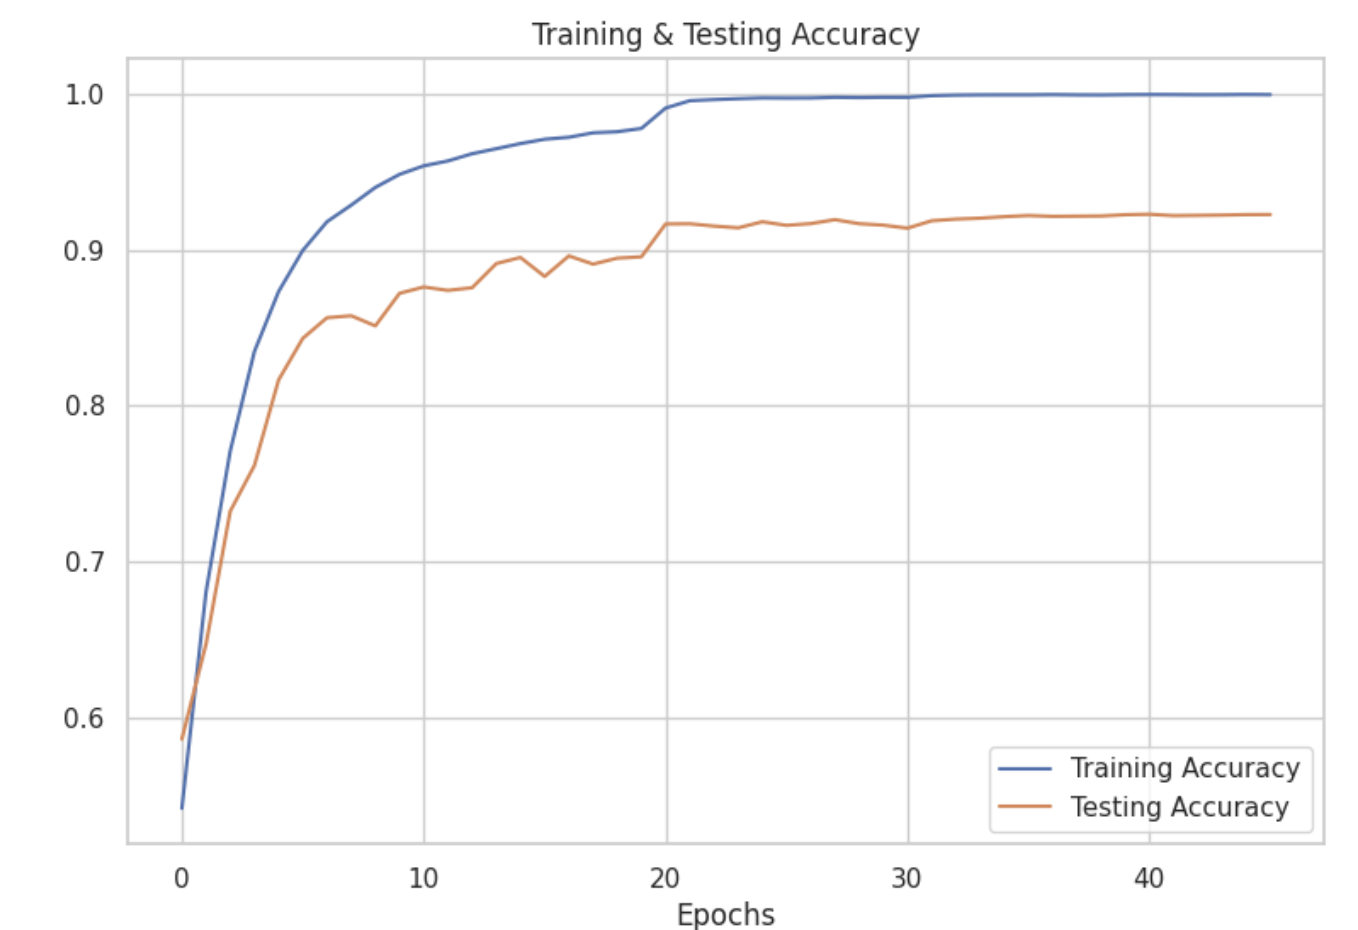 Training & Testing Accuracy
1.0
0.9
0.8
0.7
0.6
Training Accuracy
Testing Accuracy
0 10 20 30 40
Epochs